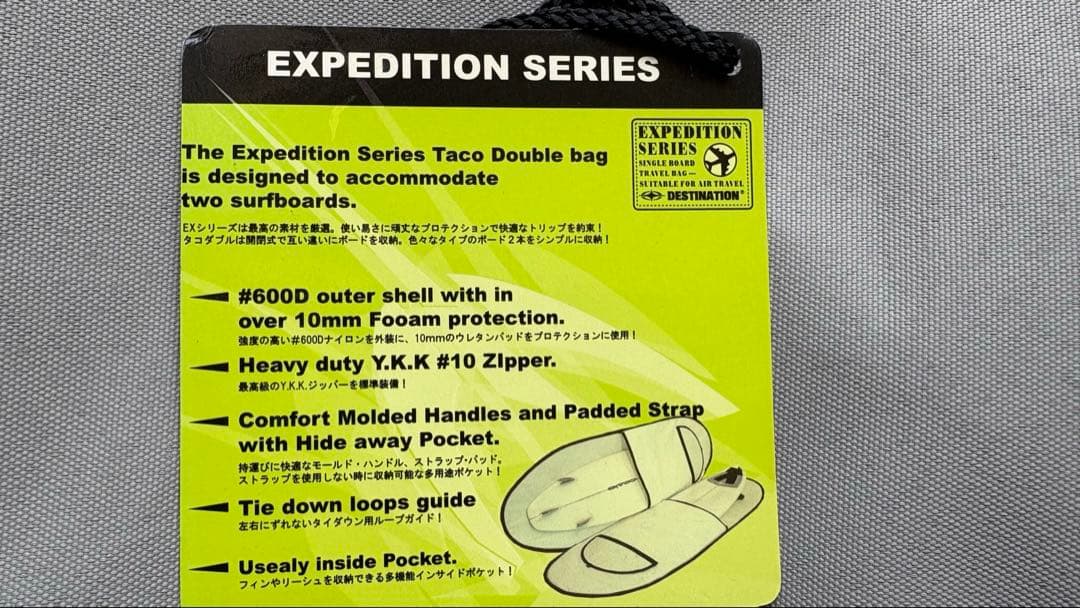 EXPEDITION SERIES
EXPEDITION
SERIES
SINGLE BOARD
TRAVEL BAG—
SUITABLE FOR AIR TRAVEL
DESTINATION®
The Expedition Series Taco Double bag
is designed to accommodate
two surfboards.
EXシリーズは最高の素材を厳選。使い易さに頑丈なプロテクションで快適なトリップを約束!
タコダブルは開閉式で互い違いにボードを収納。色々なタイプのボード2本をシンプルに収納!
#600D outer shell with in
over 10mm Fooam protection.
強度の高い#600Dナイロンを外装に、10mmのウレタンパッドをプロテクションに使用!
Heavy duty Y.K.K #10 ZIpper.
最高級のY.K.K.ジッパーを標準装備!
Comfort Molded Handles and Padded Strap
with Hide away Pocket.
持運びに快適なモールド・ハンドル、ストラップ・パッド。
ストラップを使用しない時に収納可能な多用途ポケット!
Tie down loops guide
左右にずれないタイダウン用ループガイド!
Usealy inside Pocket.
フィンやリーシュを収納できる多機能インサイドポケット!